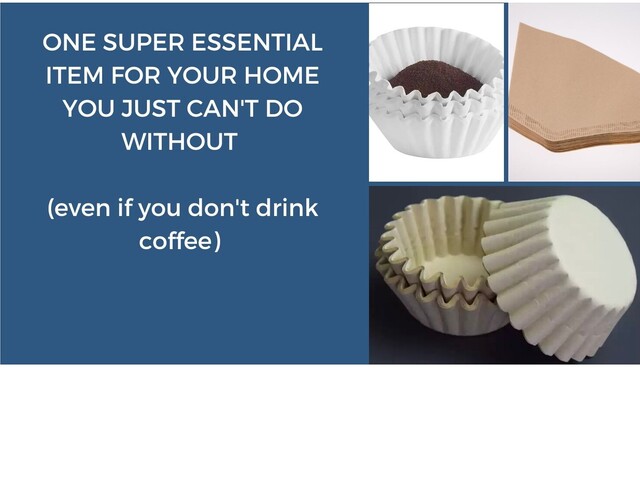 ONE SUPER ESSENTIAL
ITEM FOR YOUR HOME
YOU JUST CAN'T DO
WITHOUT
(even if you don't drink
coffee)